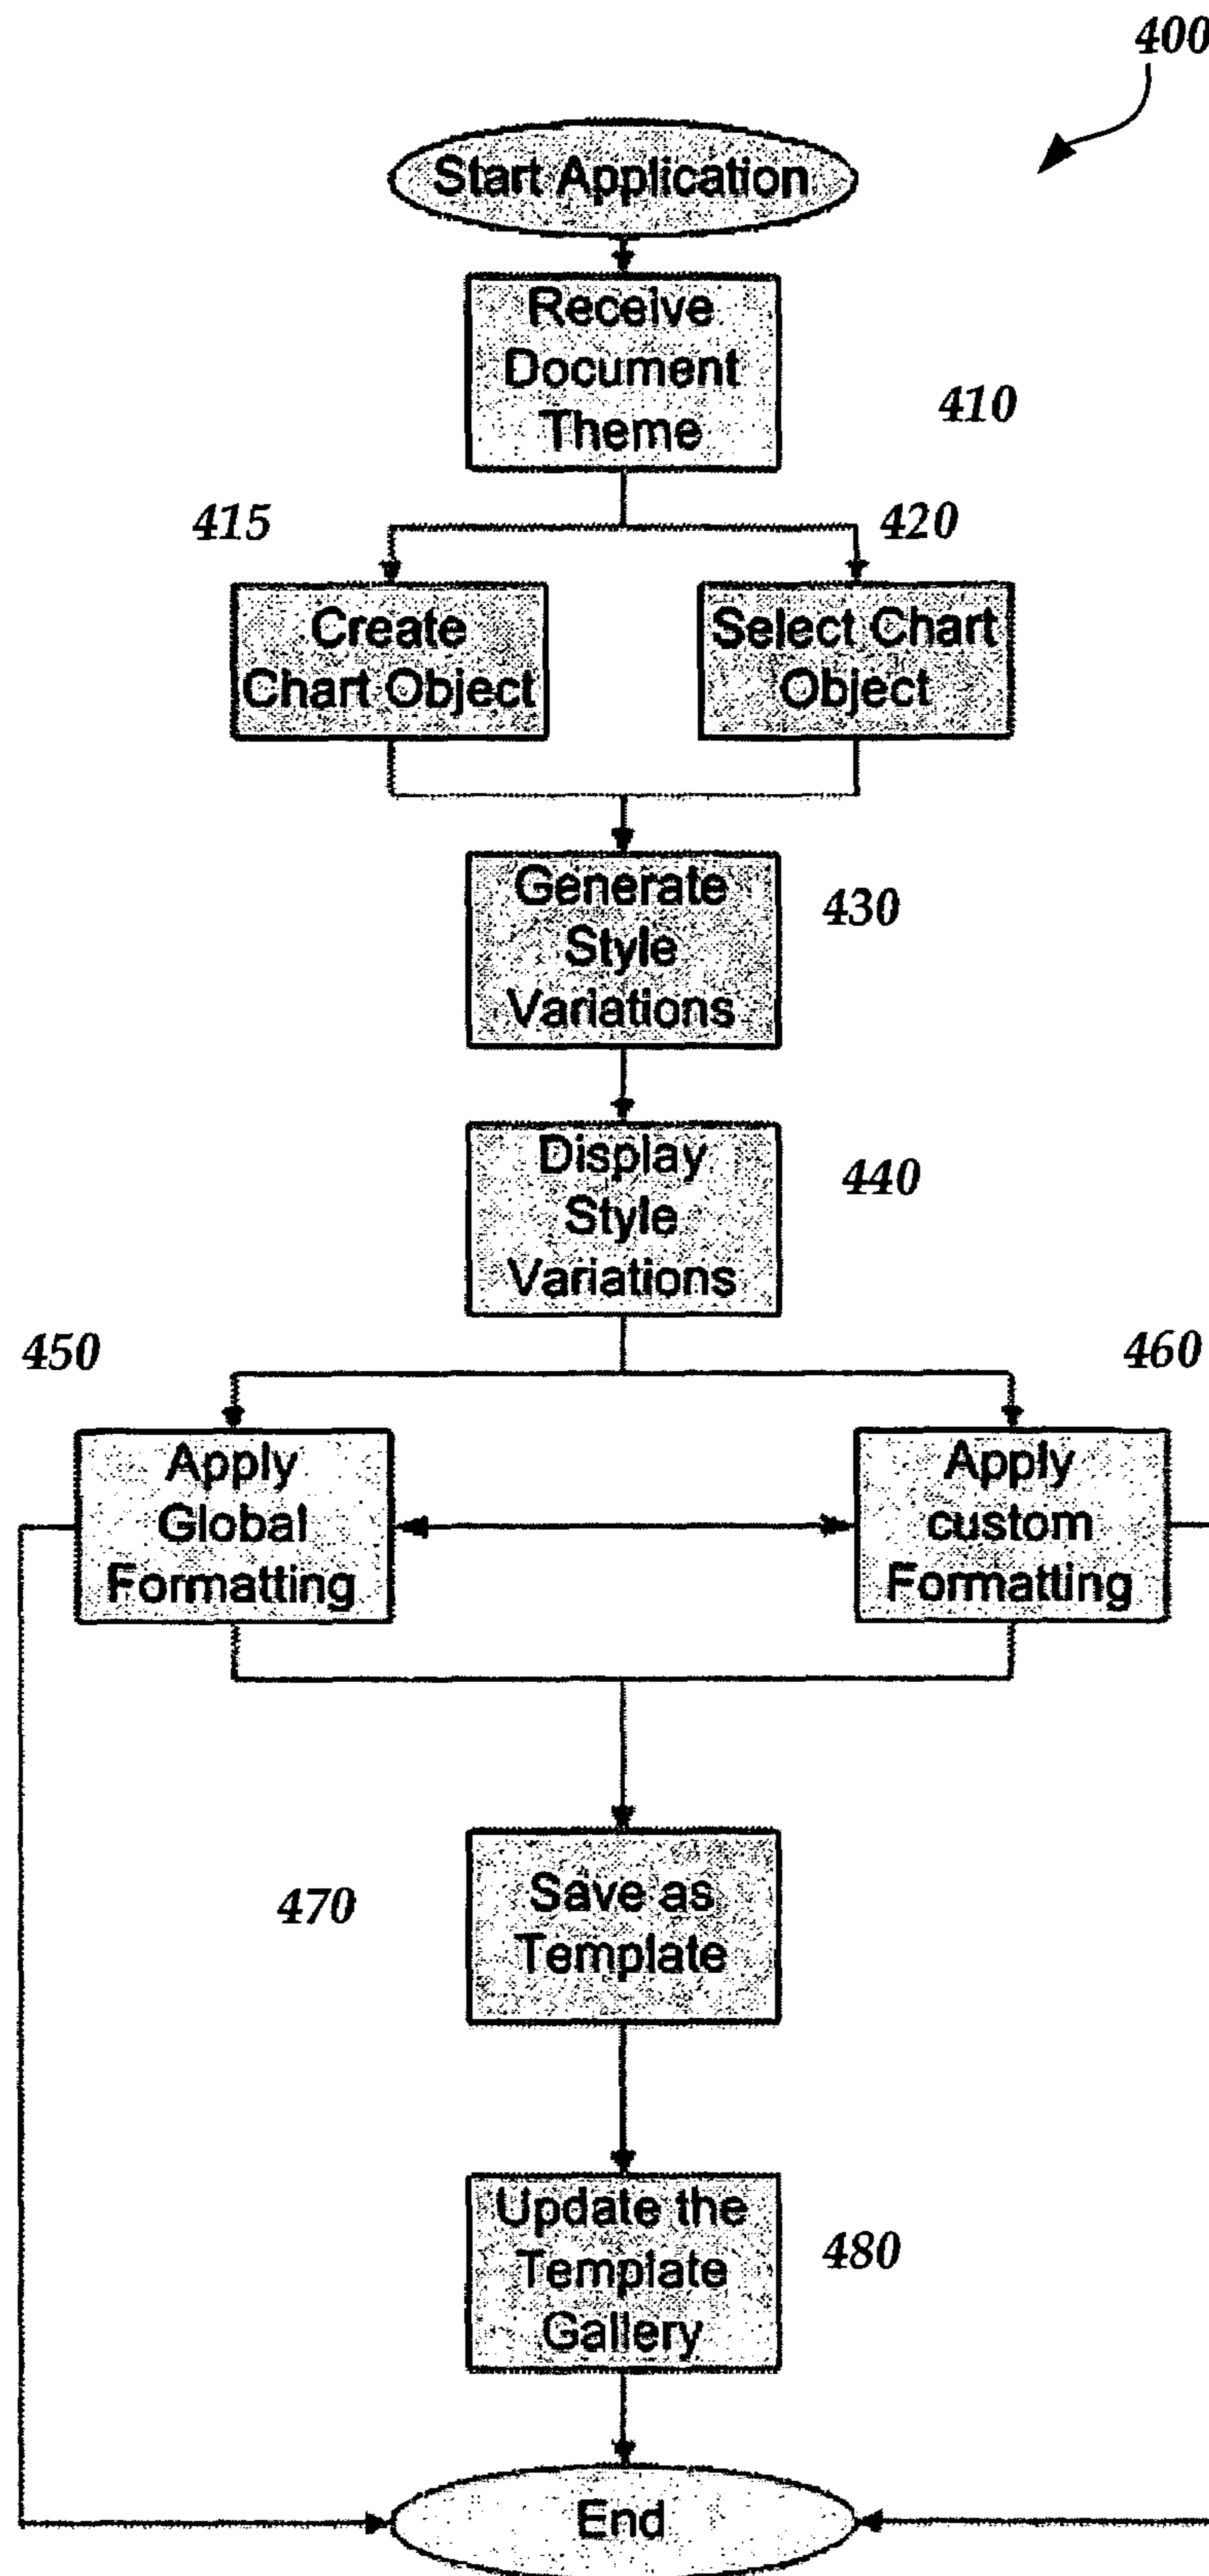 400
Start Application
Receive
Document
Theme
410
415
420
Create
Chart Object
Select Chart
Object
Generate
Style
Variations
430
Display
Style
Variations
440
450
460
Apply
Global
Formatting
Apply
custom
Formatting
Save as
Template
470
Update the
Template
Gallery
480
End